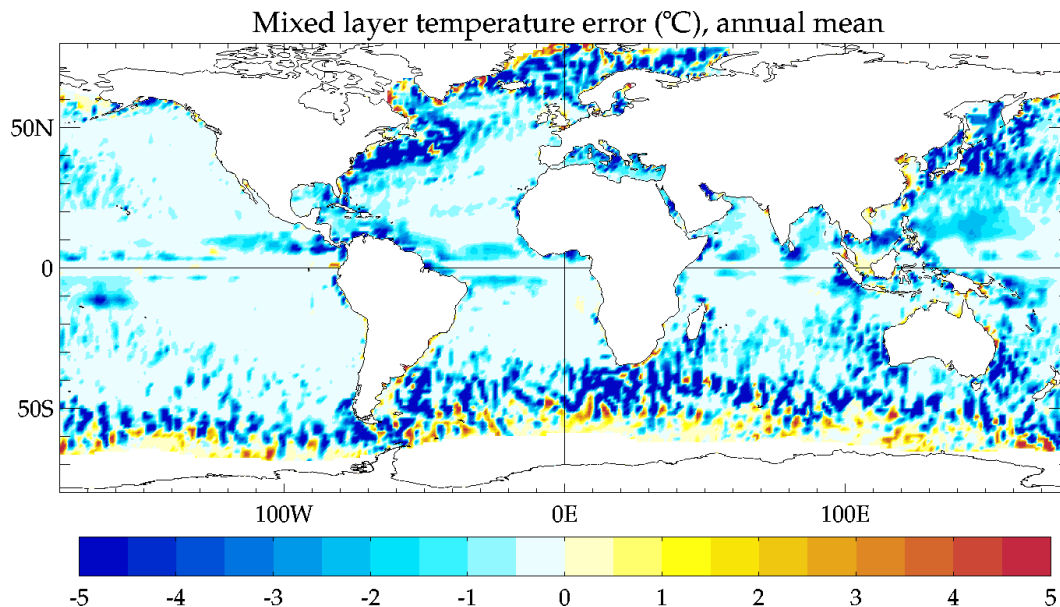 Mixed layer temperature error (℃), annual mean
50N
0
50S
100W 0E 100E
-5 -4 -3 -2 -1 0 1 2 3 4 5